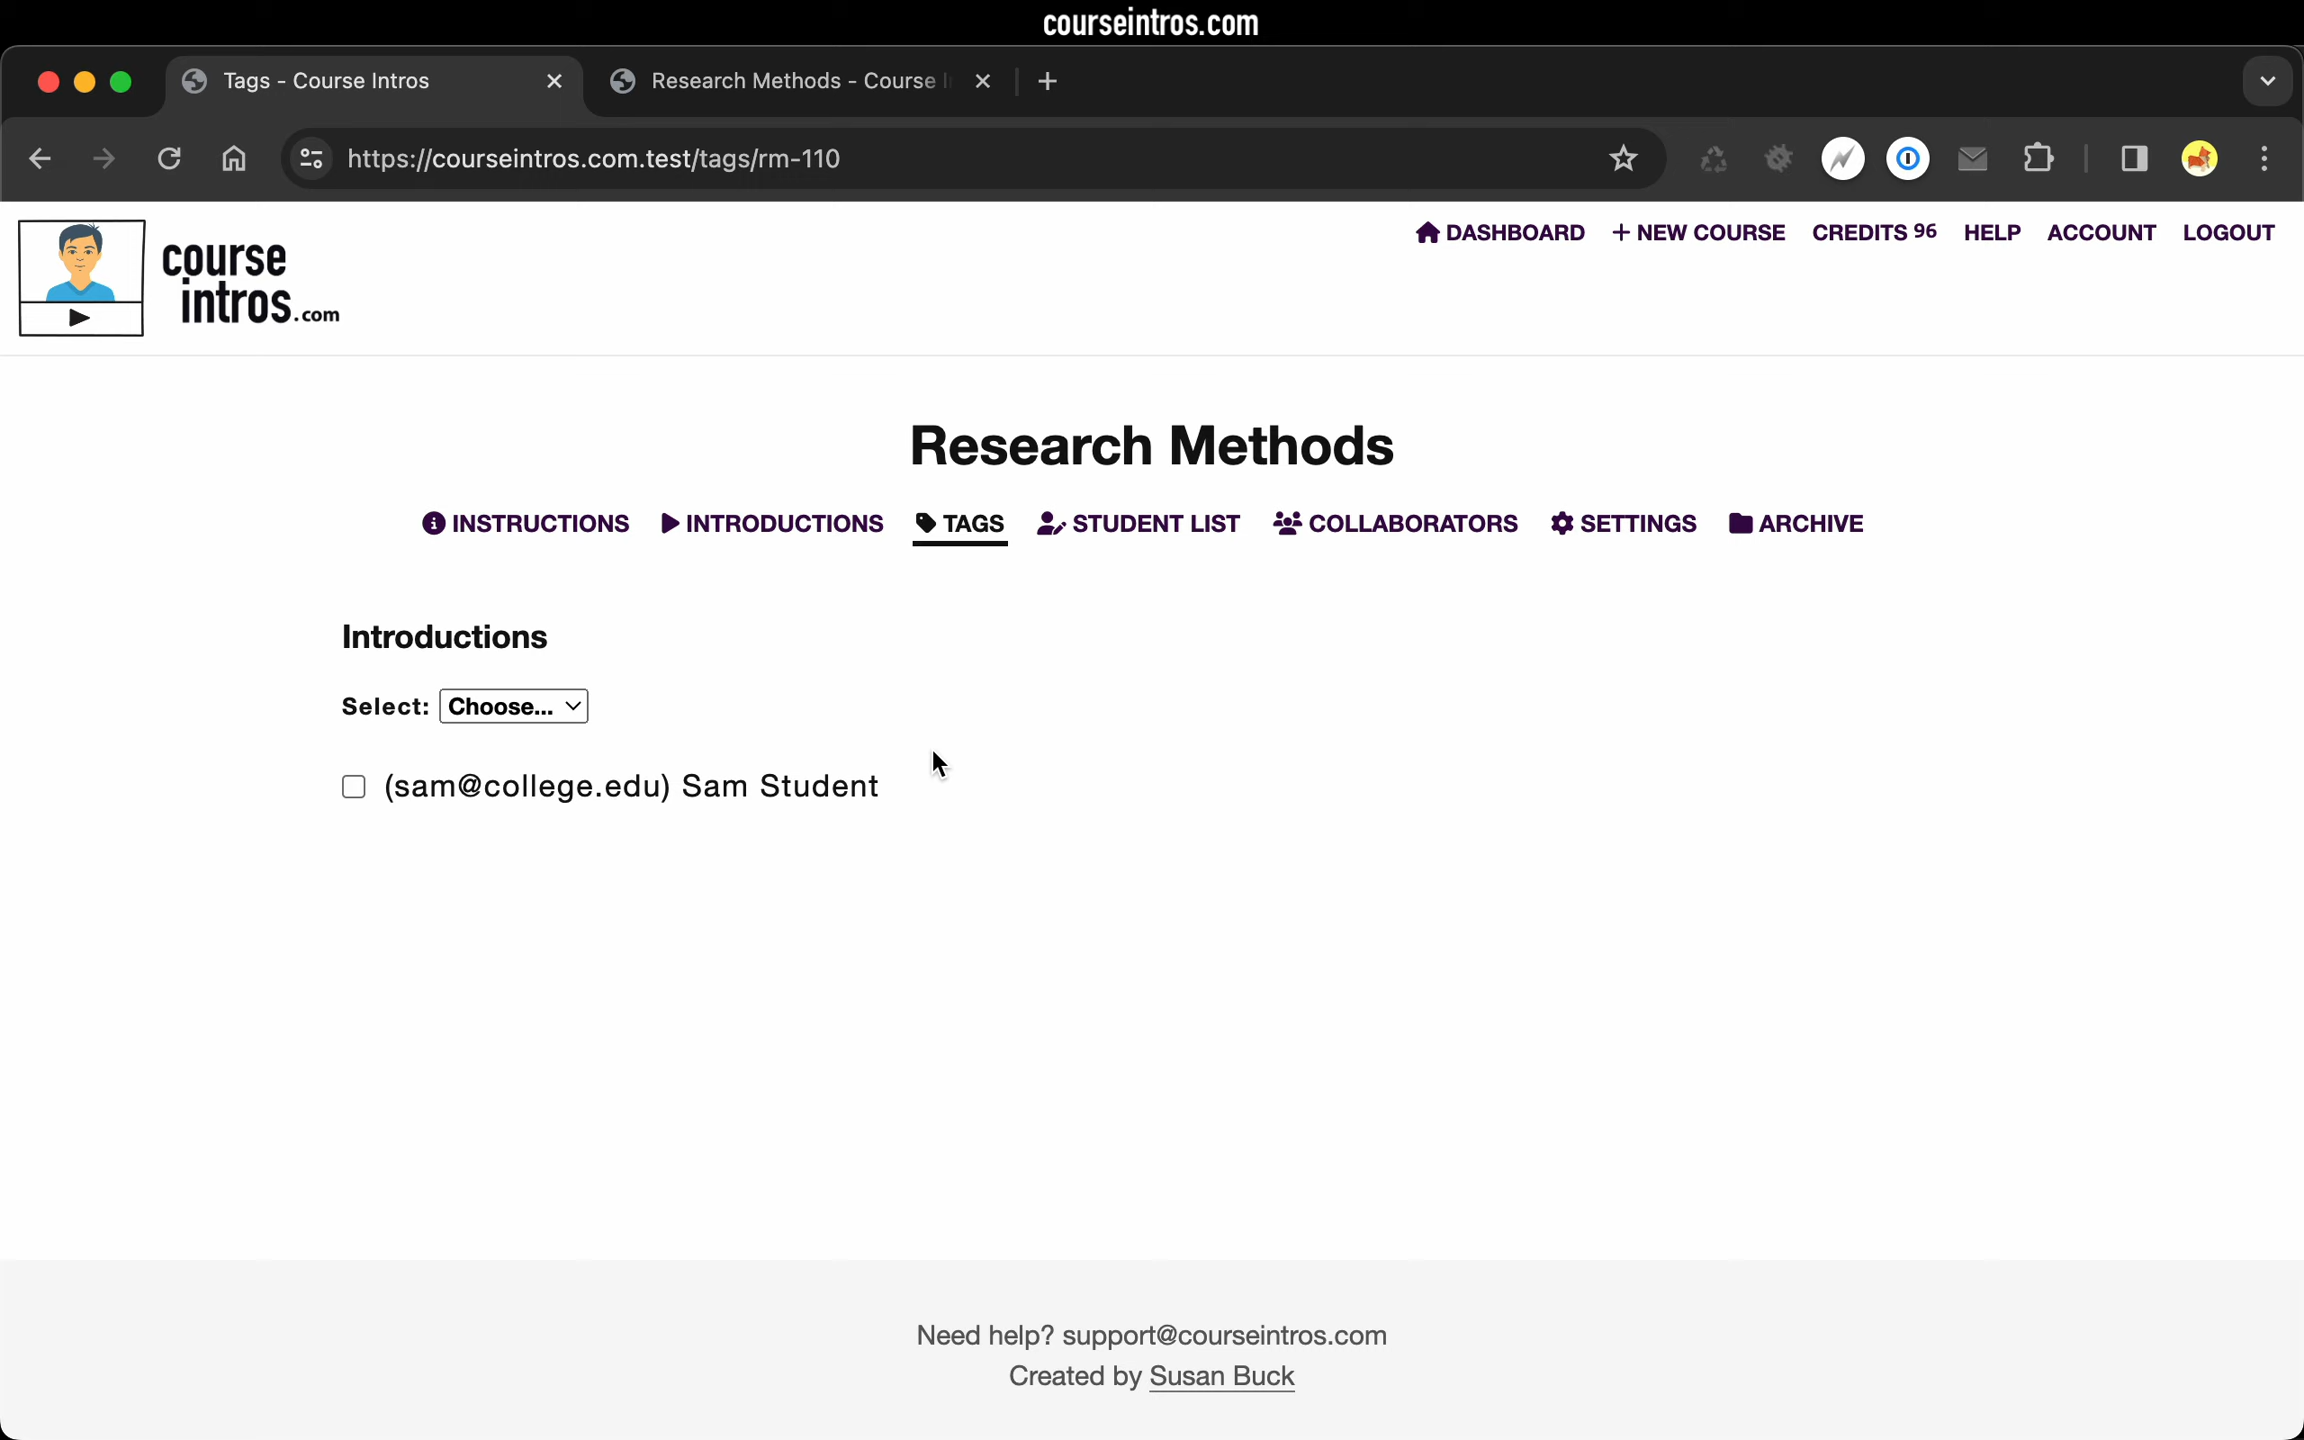 courseintros.com
Tags - Course Intros
Research Methods - Course
https://courseintros.com.test/tags/rm-110
course
intros.com
DASHBOARD
+ NEW COURSE
CREDITS 96
HELP
ACCOUNT
LOGOUT
Research Methods
INSTRUCTIONS
INTRODUCTIONS
TAGS
STUDENT LIST
COLLABORATORS
SETTINGS
ARCHIVE
Introductions
Select: Choose...
(sam@college.edu) Sam Student
Need help? support@courseintros.com
Created by Susan Buck